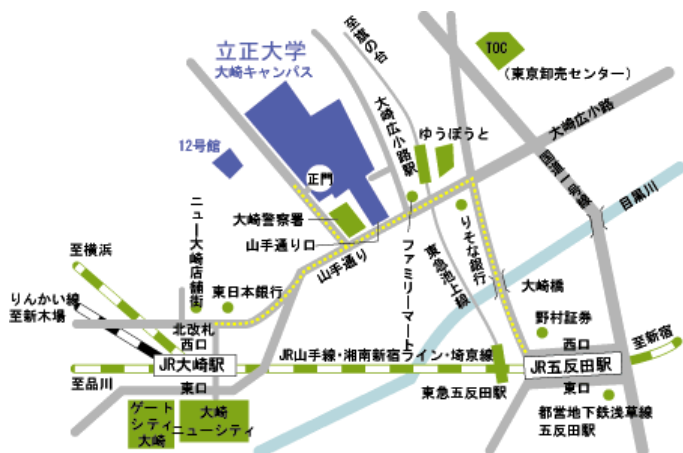 立正大学
大崎キャンパス
至旗の台
TOC
(東京卸売センター)
大崎広小路
大崎広小路駅
ゆうぽうと
国道一号線
12号館
正門
目黒川
ニュー大崎店舗街
大崎警察署
山手通り口
山手通り
ファミリーマート
りそな銀行
東急池上線
至横浜
りんかい線
至新木場
東日本銀行
大崎橋
北改札
西口
JR大崎駅
東口
至品川
JR山手線・湘南新宿ライン・埼京線
野村証券
西口
JR五反田駅
東口
至新宿
東急五反田駅
都営地下鉄浅草線
五反田駅
ゲート
シティ
大崎
大崎
ニューシティ